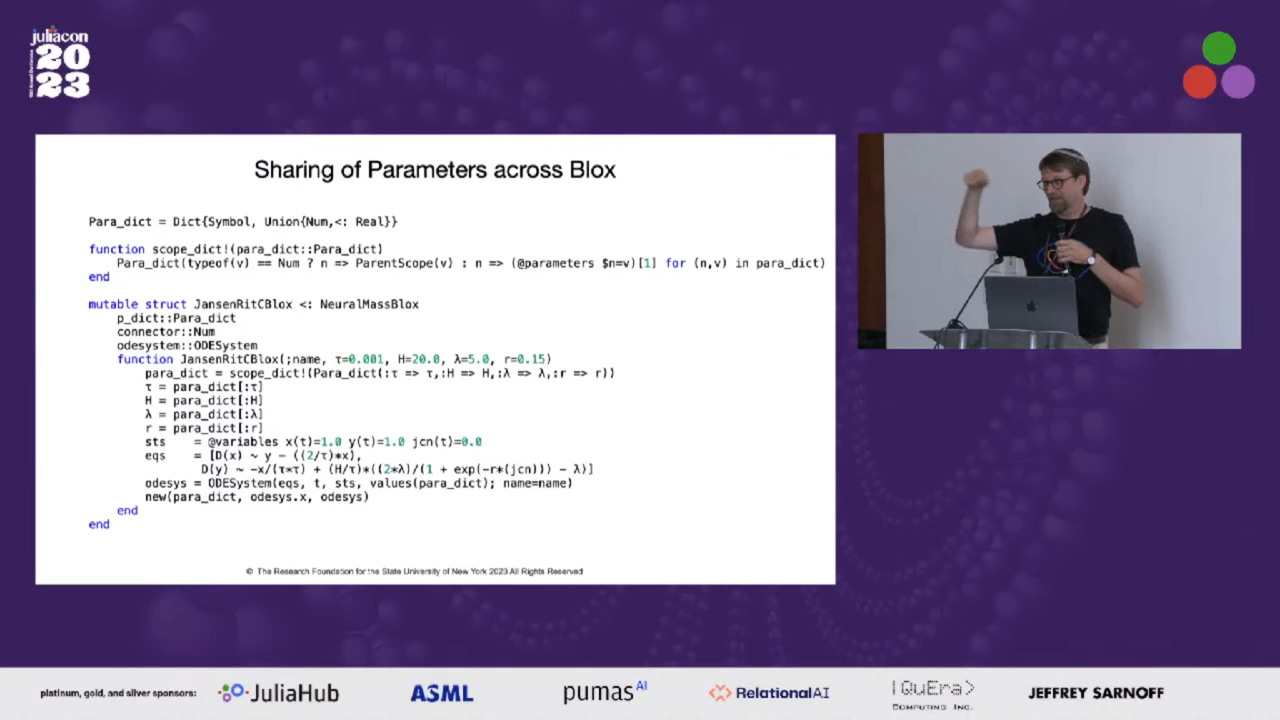 juliacon
20
23
Sharing of Parameters across Blox
Para_dict = Dict{Symbol, Union{Num,<: Real}}
function scope_dict!(para_dict::Para_dict)
Para_dict(typeof(v) == Num ? n => ParentScope(v) : n => (@parameters $n=v)[1] for (n,v) in para_dict)
end
mutable struct JansenRitCBlox <: NeuralMassBlox
p_dict::Para_dict
connector::Num
odesystem::ODESystem
function JansenRitCBlox(;name, τ=0.001, H=20.0, λ=5.0, r=0.15)
para_dict = scope_dict!(Para_dict(:τ => τ,:H => H,:λ => λ,:r => r))
τ = para_dict[:τ]
H = para_dict[:H]
λ = para_dict[:λ]
r = para_dict[:r]
sts = @variables x(t)=1.0 y(t)=1.0 jcn(t)=0.0
eqs = [D(x) ~ y - ((2/τ)*x),
D(y) ~ -x/(τ*τ) + (H/τ)*((2*λ)/(1 + exp(-r*(jcn))) - λ)]
odesys = ODESystem(eqs, t, sts, values(para_dict); name=name)
new(para_dict, odesys.x, odesys)
end
end
© The Research Foundation for the State University of New York 2023 All Rights Reserved
platinum, gold, and silver sponsors: JuliaHub ASML pumas AI RelationalAI QuEra> JEFFREY SARNOFF
Computing Inc.